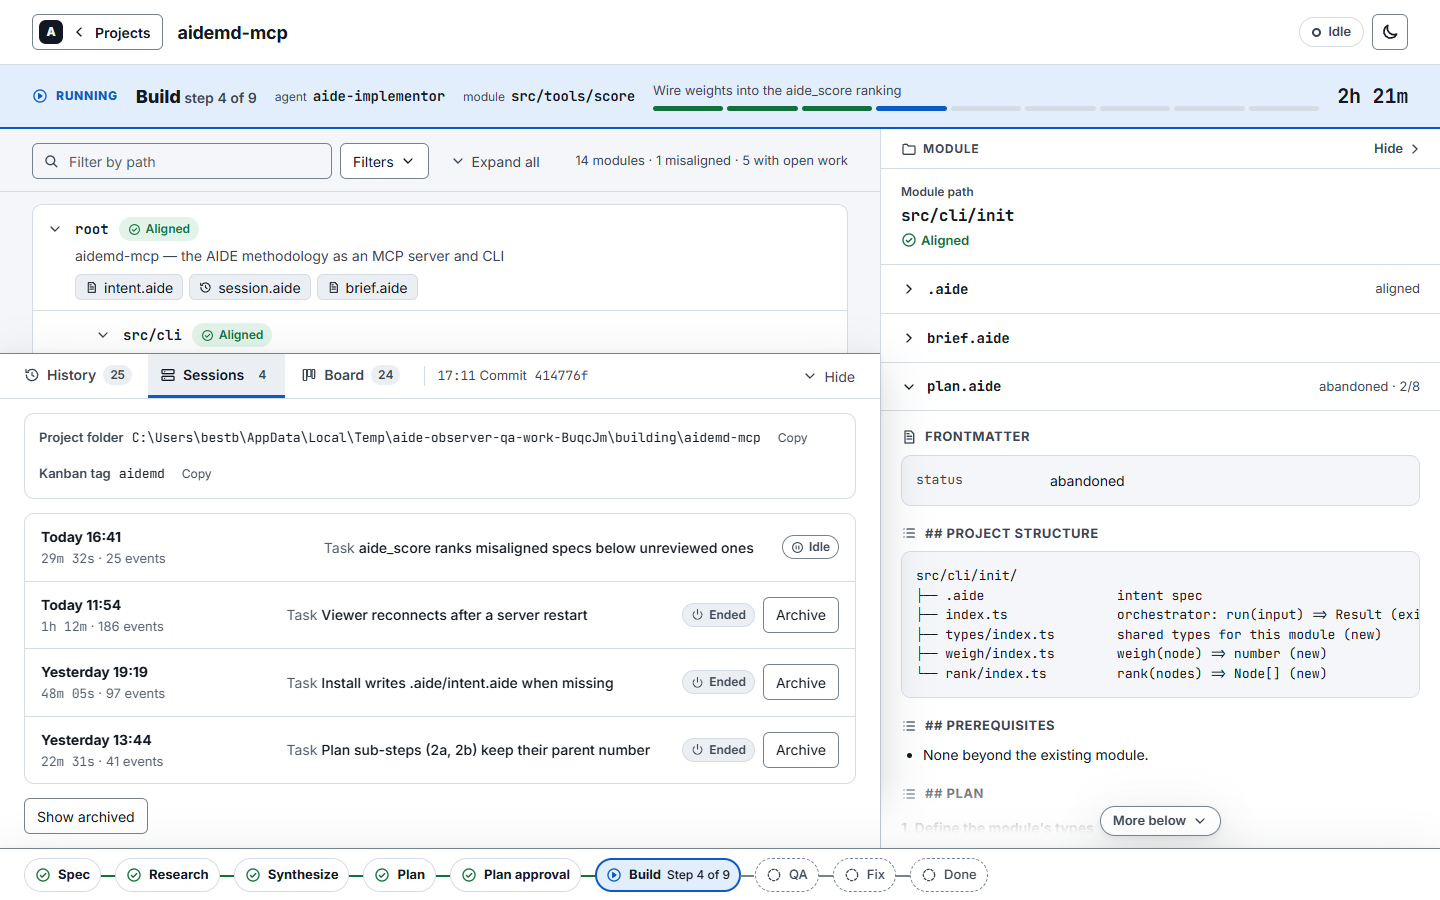 A Projects aidemd-mcp Idle
RUNNING Build step 4 of 9 agent aide-implementor module src/tools/score Wire weights into the aide_score ranking 2h 21m
Filter by path Filters Expand all 14 modules · 1 misaligned · 5 with open work
root Aligned
aidemd-mcp — the AIDE methodology as an MCP server and CLI
intent.aide session.aide brief.aide
src/cli Aligned
History 25 Sessions 4 Board 24 17:11 Commit 414776f Hide
Project folder C:\Users\bestb\AppData\Local\Temp\aide-observer-qa-work-BuqcJm\building\aidemd-mcp Copy
Kanban tag aidemd Copy
Today 16:41
29m 32s · 25 events
Task aide_score ranks misaligned specs below unreviewed ones Idle
Today 11:54
1h 12m · 186 events
Task Viewer reconnects after a server restart Ended Archive
Yesterday 19:19
48m 05s · 97 events
Task Install writes .aide/intent.aide when missing Ended Archive
Yesterday 13:44
22m 31s · 41 events
Task Plan sub-steps (2a, 2b) keep their parent number Ended Archive
Show archived
MODULE Hide
Module path
src/cli/init
Aligned
.aide aligned
brief.aide
plan.aide abandoned · 2/8
FRONTMATTER
status abandoned
## PROJECT STRUCTURE
src/cli/init/
├── .aide intent spec
├── index.ts orchestrator: run(input) => Result (exi
├── types/index.ts shared types for this module (new)
├── weigh/index.ts weigh(node) => number (new)
└── rank/index.ts rank(nodes) => Node[] (new)
## PREREQUISITES
• None beyond the existing module.
## PLAN
1. Define the module's types
More below
Spec Research Synthesize Plan Plan approval Build Step 4 of 9 QA Fix Done